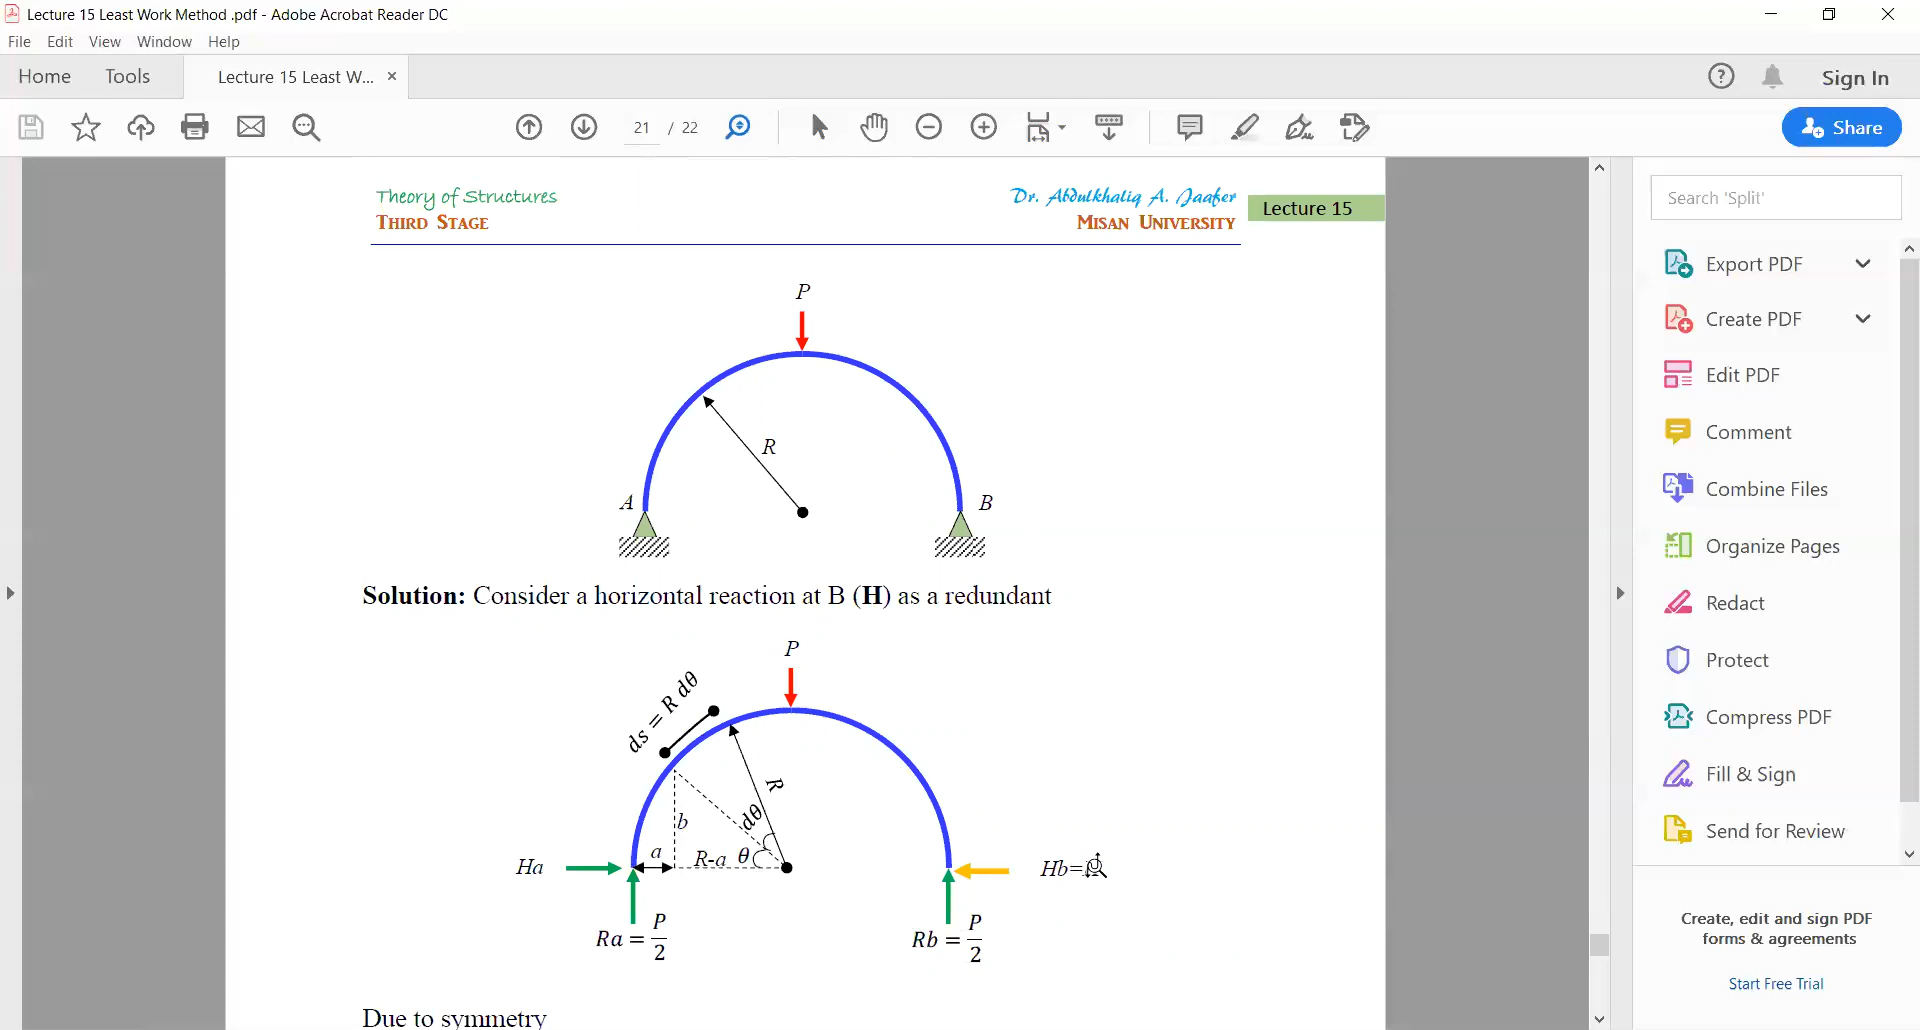 Lecture 15 Least Work Method .pdf - Adobe Acrobat Reader DC
File Edit View Window Help
Home Tools Lecture 15 Least W... × Sign In
21 / 22 Share
Theory of Structures
THIRD STAGE
Dr. Abdulkhaliq A. Jaafer
MISAN UNIVERSITY
Lecture 15
P
R
A
B
Solution: Consider a horizontal reaction at B (H) as a redundant
P
ds = R dθ
R
dθ
b
a
R-a
θ
Ha
Hb=
Ra = P/2
Rb = P/2
Due to symmetry
Search 'Split'
Export PDF
Create PDF
Edit PDF
Comment
Combine Files
Organize Pages
Redact
Protect
Compress PDF
Fill & Sign
Send for Review
Create, edit and sign PDF
forms & agreements
Start Free Trial